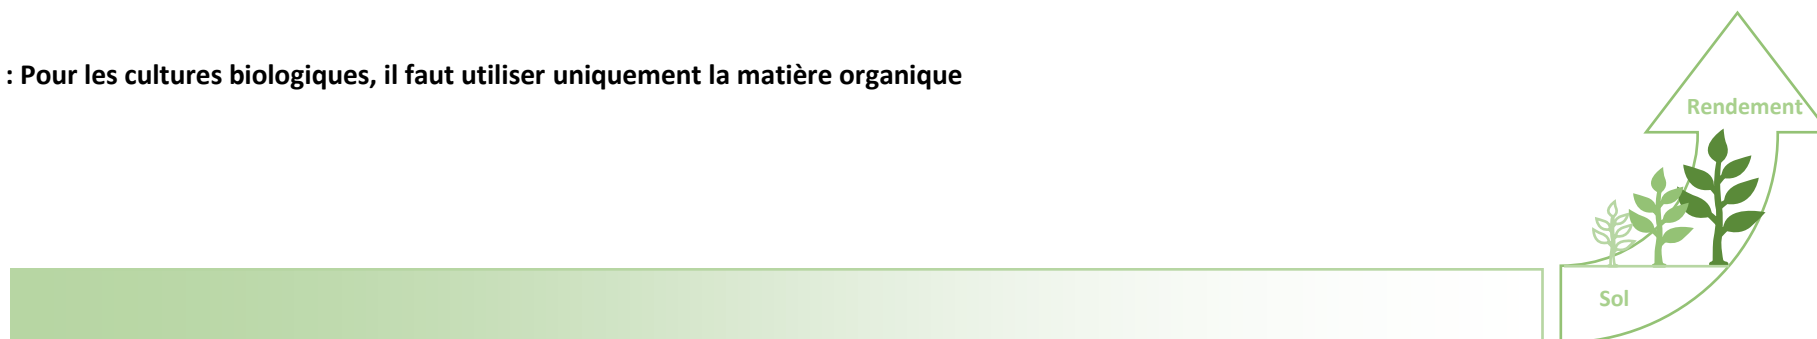 : Pour les cultures biologiques, il faut utiliser uniquement la matière organique
Rendement
Sol